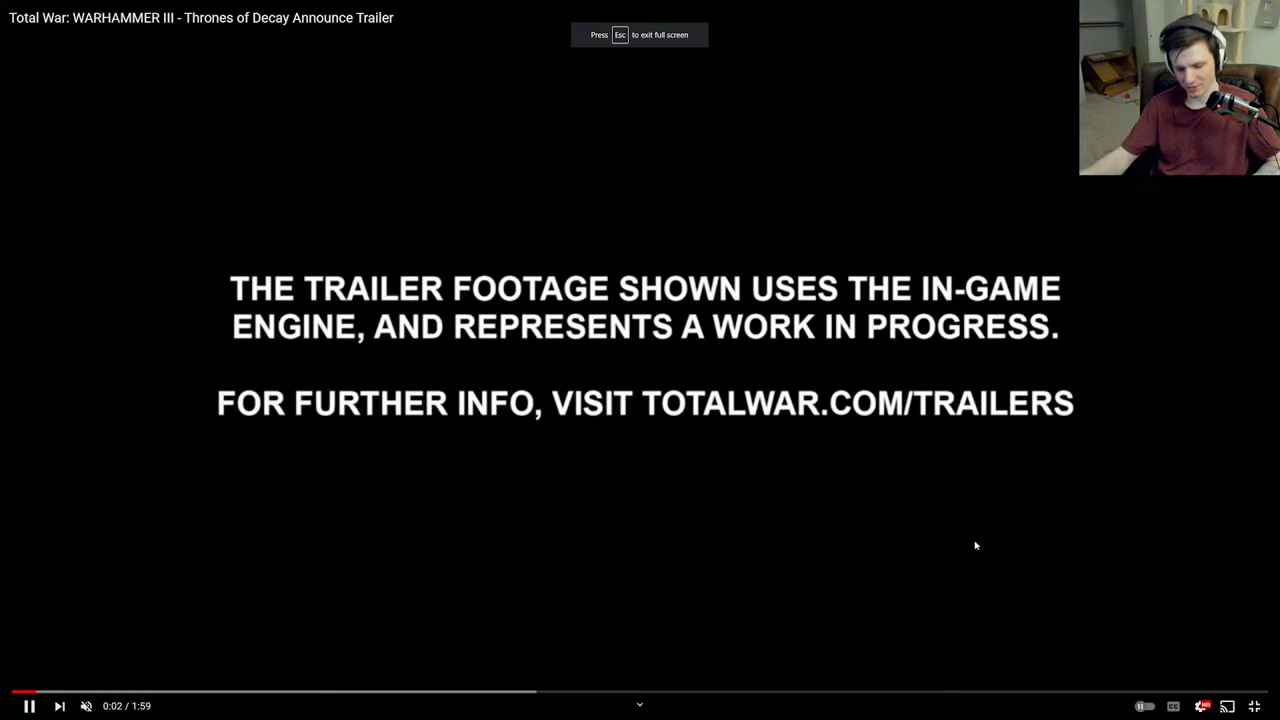 Total War: WARHAMMER III - Thrones of Decay Announce Trailer
Press Esc to exit full screen
THE TRAILER FOOTAGE SHOWN USES THE IN-GAME
ENGINE, AND REPRESENTS A WORK IN PROGRESS.
FOR FURTHER INFO, VISIT TOTALWAR.COM/TRAILERS
0:02 / 1:59
CC
HD